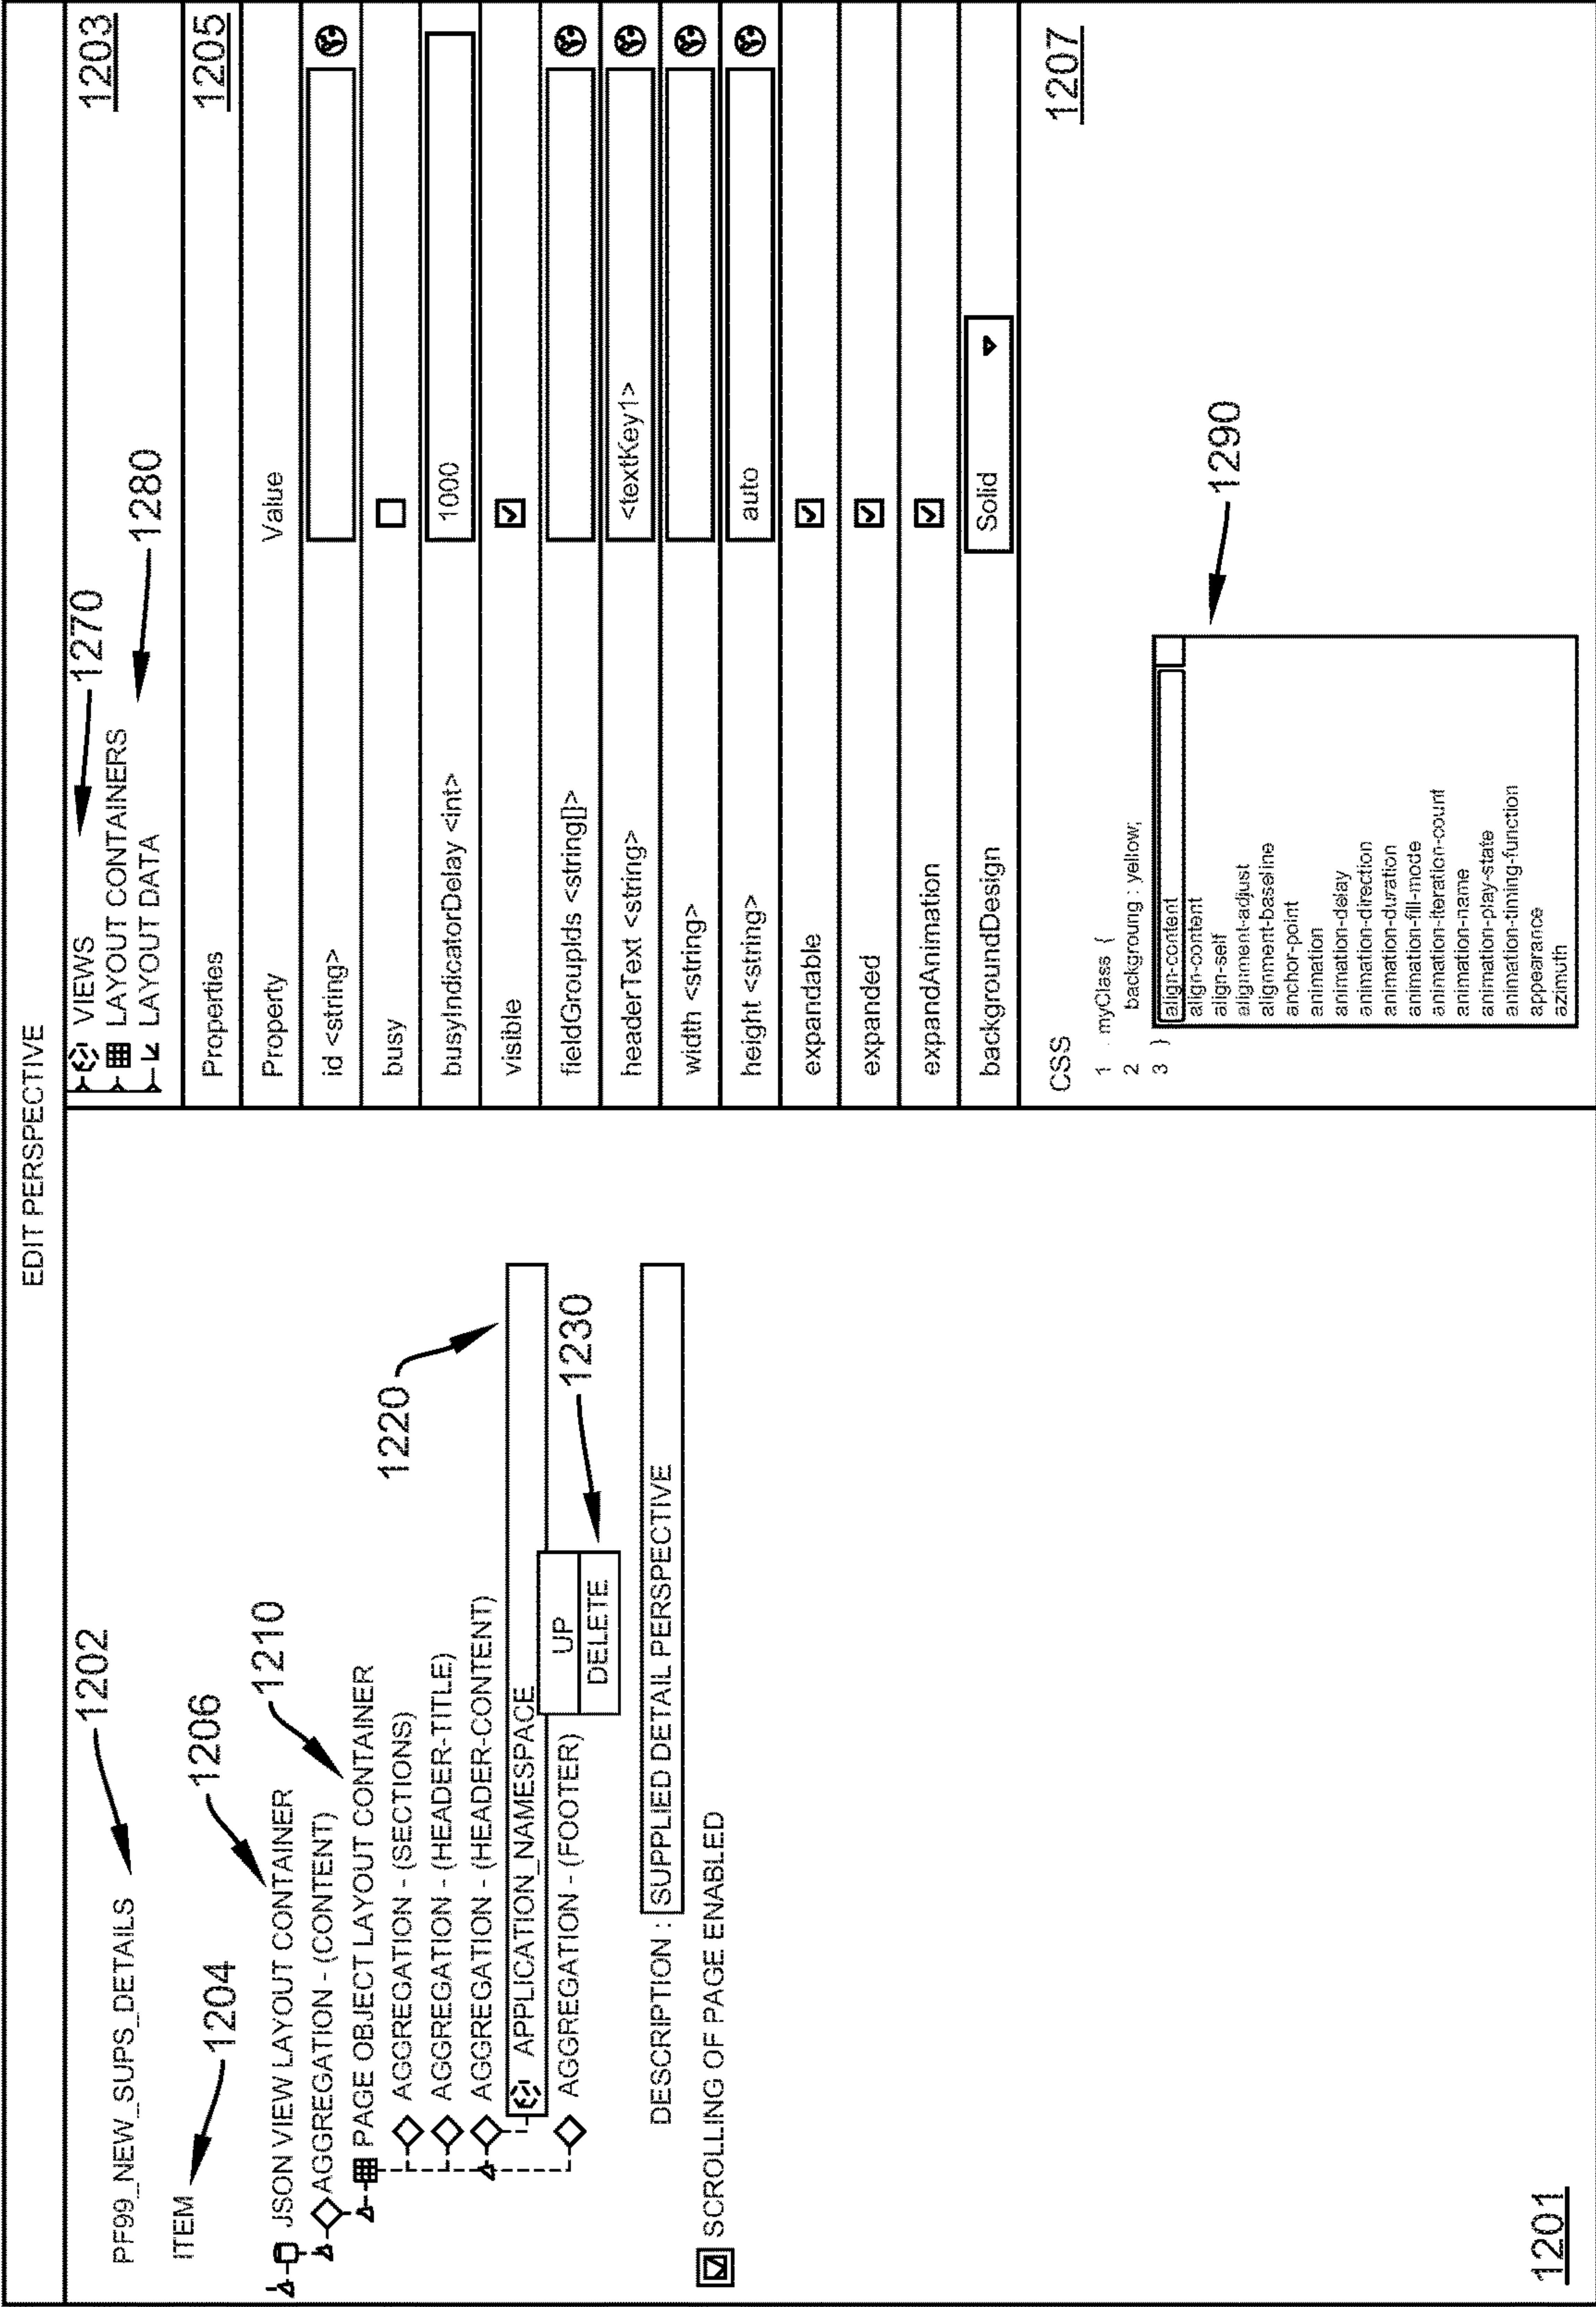 EDIT PERSPECTIVE
PF99_NEW_SUPS_DETAILS
1202
ITEM
1204
1206
JSON VIEW LAYOUT CONTAINER
AGGREGATION - (CONTENT)
1210
PAGE OBJECT LAYOUT CONTAINER
AGGREGATION - (SECTIONS)
AGGREGATION - (HEADER-TITLE)
AGGREGATION - (HEADER-CONTENT)
1220
APPLICATION_NAMESPACE
UP
DELETE
1230
AGGREGATION - (FOOTER)
DESCRIPTION : SUPPLIED DETAIL PERSPECTIVE
SCROLLING OF PAGE ENABLED
1201
VIEWS
1270
1203
LAYOUT CONTAINERS
LAYOUT DATA
1280
Properties
1205
Property Value
id <string>
busy
busyIndicatorDelay <int> 1000
visible
fieldGroupIds <string[]>
headerText <string> <textKey1>
width <string>
height <string> auto
expandable
expanded
expandAnimation
backgroundDesign Solid
CSS
1207
1 . myClass {
2 backgroung : yellow;
3 }
1290
align-content
align-content
align-self
alignment-adjust
alignment-baseline
anchor-point
animation
animation-delay
animation-direction
animation-duration
animation-fill-mode
animation-iteration-count
animation-name
animation-play-state
animation-timing-function
appearance
azimuth